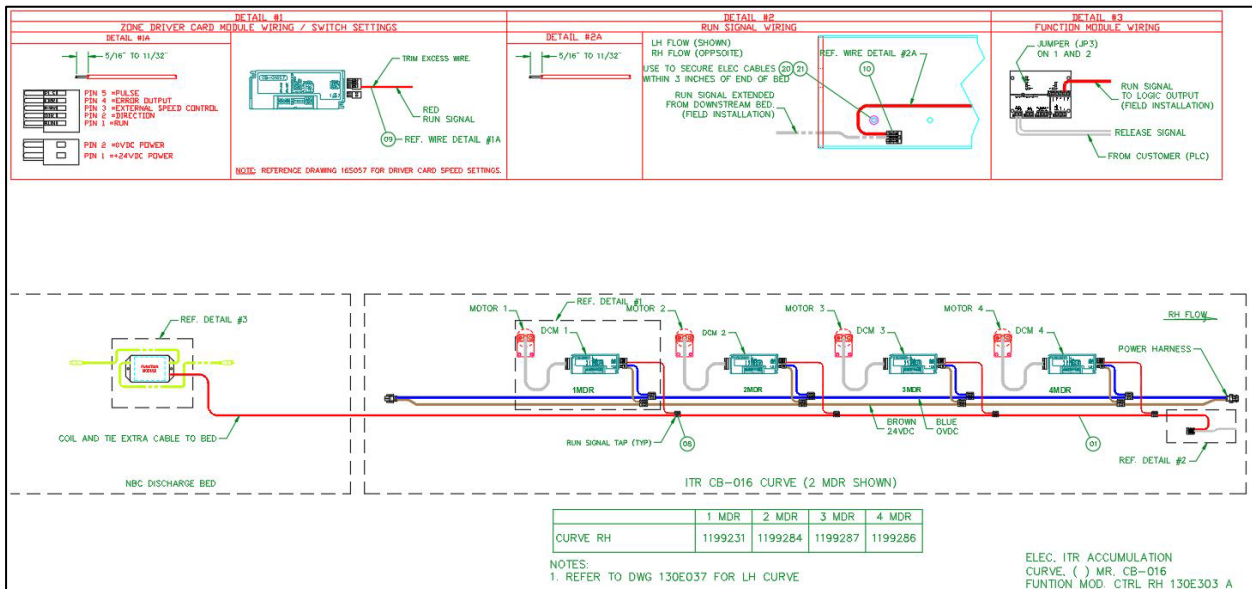 DETAIL #1
ZONE DRIVER CARD MODULE WIRING / SWITCH SETTINGS
DETAIL #1A
5/16" TO 11/32"
PIN 5 =PULSE
PIN 4 =ERROR OUTPUT
PIN 3 =EXTERNAL SPEED CONTROL
PIN 2 =DIRECTION
PIN 1 =RUN
PIN 2 =0VDC POWER
PIN 1 =+24VDC POWER
TRIM EXCESS WIRE.
RED
RUN SIGNAL
09
REF. WIRE DETAIL #1A
NOTE: REFERENCE DRAWING 165057 FOR DRIVER CARD SPEED SETTINGS.
DETAIL #2
RUN SIGNAL WIRING
DETAIL #2A
5/16" TO 11/32"
LH FLOW (SHOWN)
RH FLOW (OPPSOITE)
REF. WIRE DETAIL #2A
USE TO SECURE ELEC CABLES
WITHIN 3 INCHES OF END OF BED
20
21
10
RUN SIGNAL EXTENDED
FROM DOWNSTREAM BED.
(FIELD INSTALLATION)
DETAIL #3
FUNCTION MODULE WIRING
JUMPER (JP3)
ON 1 AND 2
RUN SIGNAL
TO LOGIC OUTPUT
(FIELD INSTALLATION)
RELEASE SIGNAL
FROM CUSTOMER (PLC)
REF. DETAIL #3
FUNCTION
MODULE
COIL AND TIE EXTRA CABLE TO BED
NBC DISCHARGE BED
MOTOR 1
REF. DETAIL #1
MOTOR 2
MOTOR 3
MOTOR 4
RH FLOW
DCM 1
DCM 2
DCM 3
DCM 4
POWER HARNESS
1MDR
2MDR
3MDR
4MDR
RUN SIGNAL TAP (TYP)
08
BROWN
24VDC
BLUE
0VDC
01
REF. DETAIL #2
ITR CB-016 CURVE (2 MDR SHOWN)
1 MDR 2 MDR 3 MDR 4 MDR
CURVE RH 1199231 1199284 1199287 1199286
NOTES:
1. REFER TO DWG 130E037 FOR LH CURVE
ELEC, ITR ACCUMULATION
CURVE, ( ) MR, CB-016
FUNTION MOD. CTRL RH 130E303 A